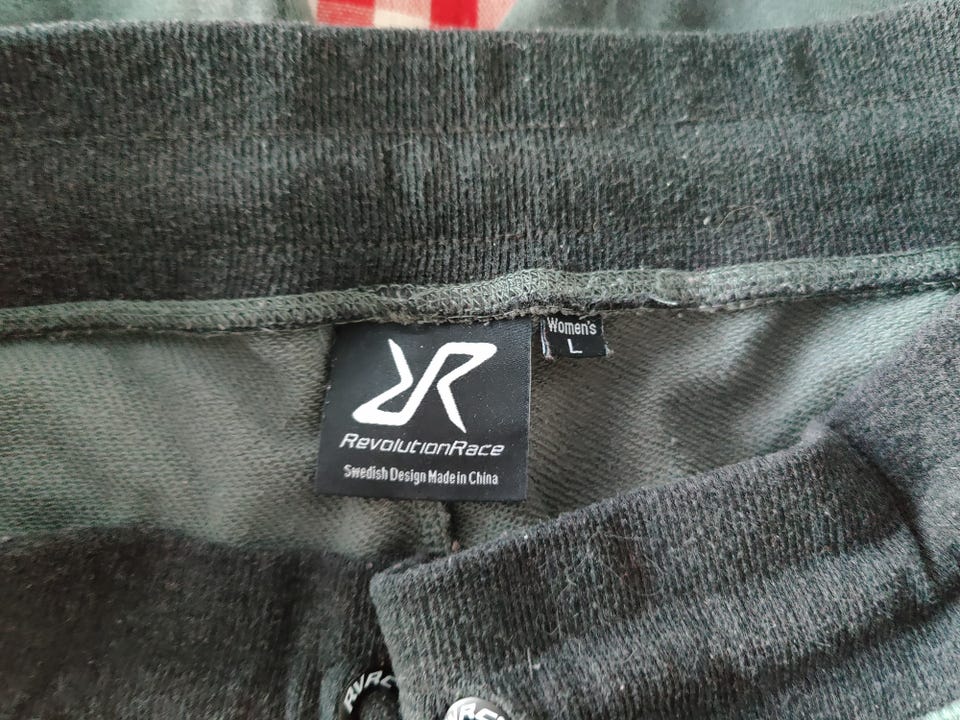 Women's
L
RevolutionRace
Swedish Design Made in China